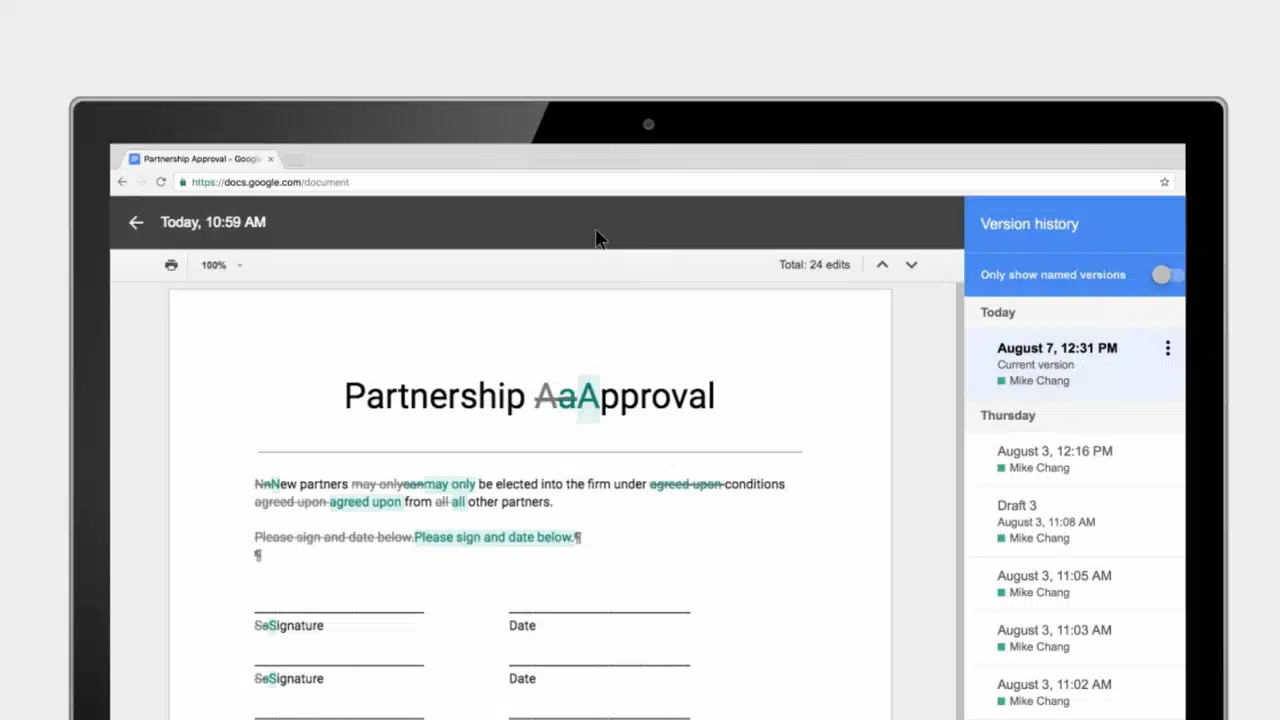 Partnership Approval - Google
https://docs.google.com/document
Today, 10:59 AM
100%
Total: 24 edits
Version history
Only show named versions
Today
August 7, 12:31 PM
Current version
Mike Chang
Thursday
August 3, 12:16 PM
Mike Chang
Draft 3
August 3, 11:08 AM
Mike Chang
August 3, 11:05 AM
Mike Chang
August 3, 11:03 AM
Mike Chang
August 3, 11:02 AM
Mike Chang
Partnership AaApproval
NnNew partners may onlycanmay only be elected into the firm under agreed upon conditions
agreed upon agreed upon from all all other partners.
Please sign and date below.Please sign and date below.¶
¶
SsSignature
Date
SsSignature
Date